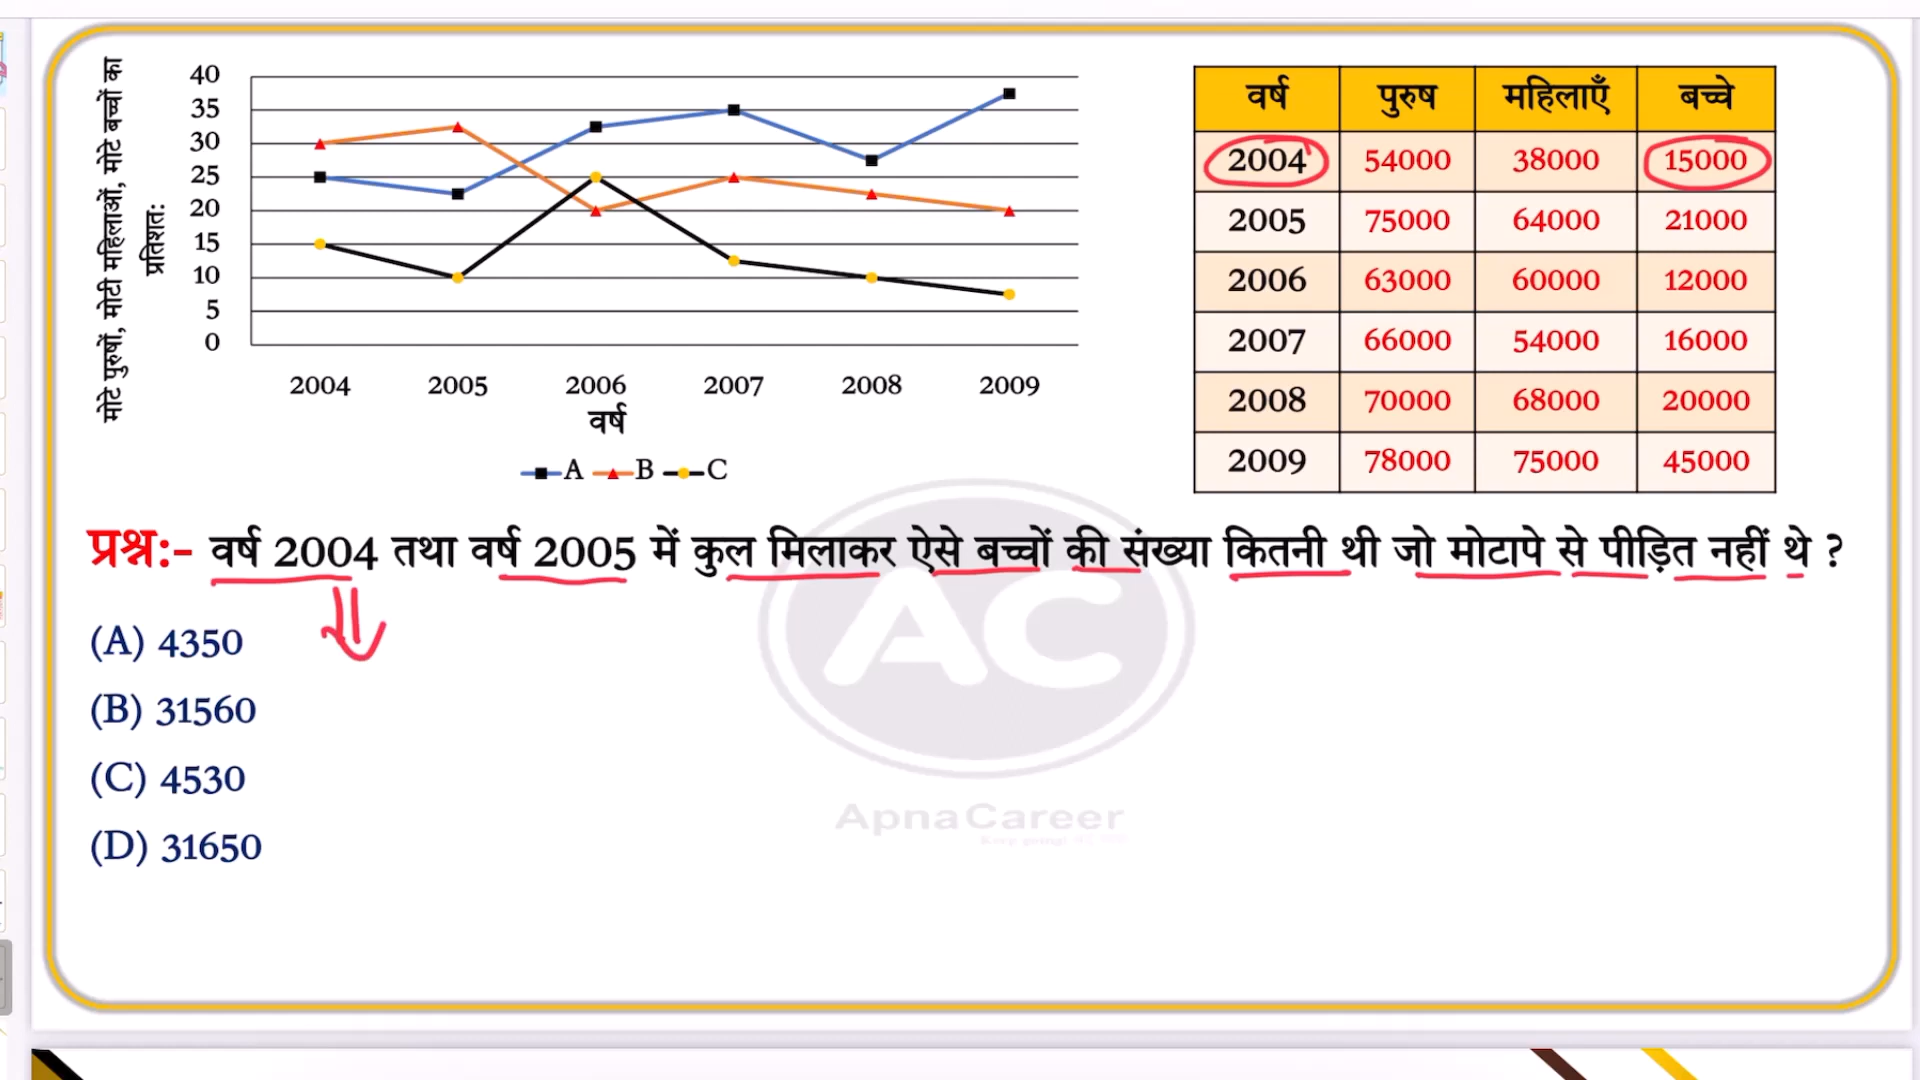 मोटे पुरुषों, मोटी महिलाओं, मोटे बच्चों का
प्रतिशत:
40
35
30
25
20
15
10
5
0
2004 2005 2006 2007 2008 2009
वर्ष
A B C
वर्ष पुरुष महिलाएँ बच्चे
2004 54000 38000 15000
2005 75000 64000 21000
2006 63000 60000 12000
2007 66000 54000 16000
2008 70000 68000 20000
2009 78000 75000 45000
प्रश्न:- वर्ष 2004 तथा वर्ष 2005 में कुल मिलाकर ऐसे बच्चों की संख्या कितनी थी जो मोटापे से पीड़ित नहीं थे ?
(A) 4350
(B) 31560
(C) 4530
(D) 31650
AC
ApnaCareer